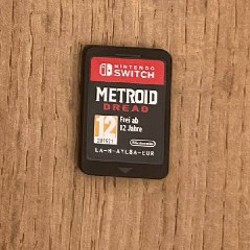 NINTENDO
SWITCH
METROID
DREAD
12
Frei ab
12 Jahre
LA-H-ATLBA-EUR